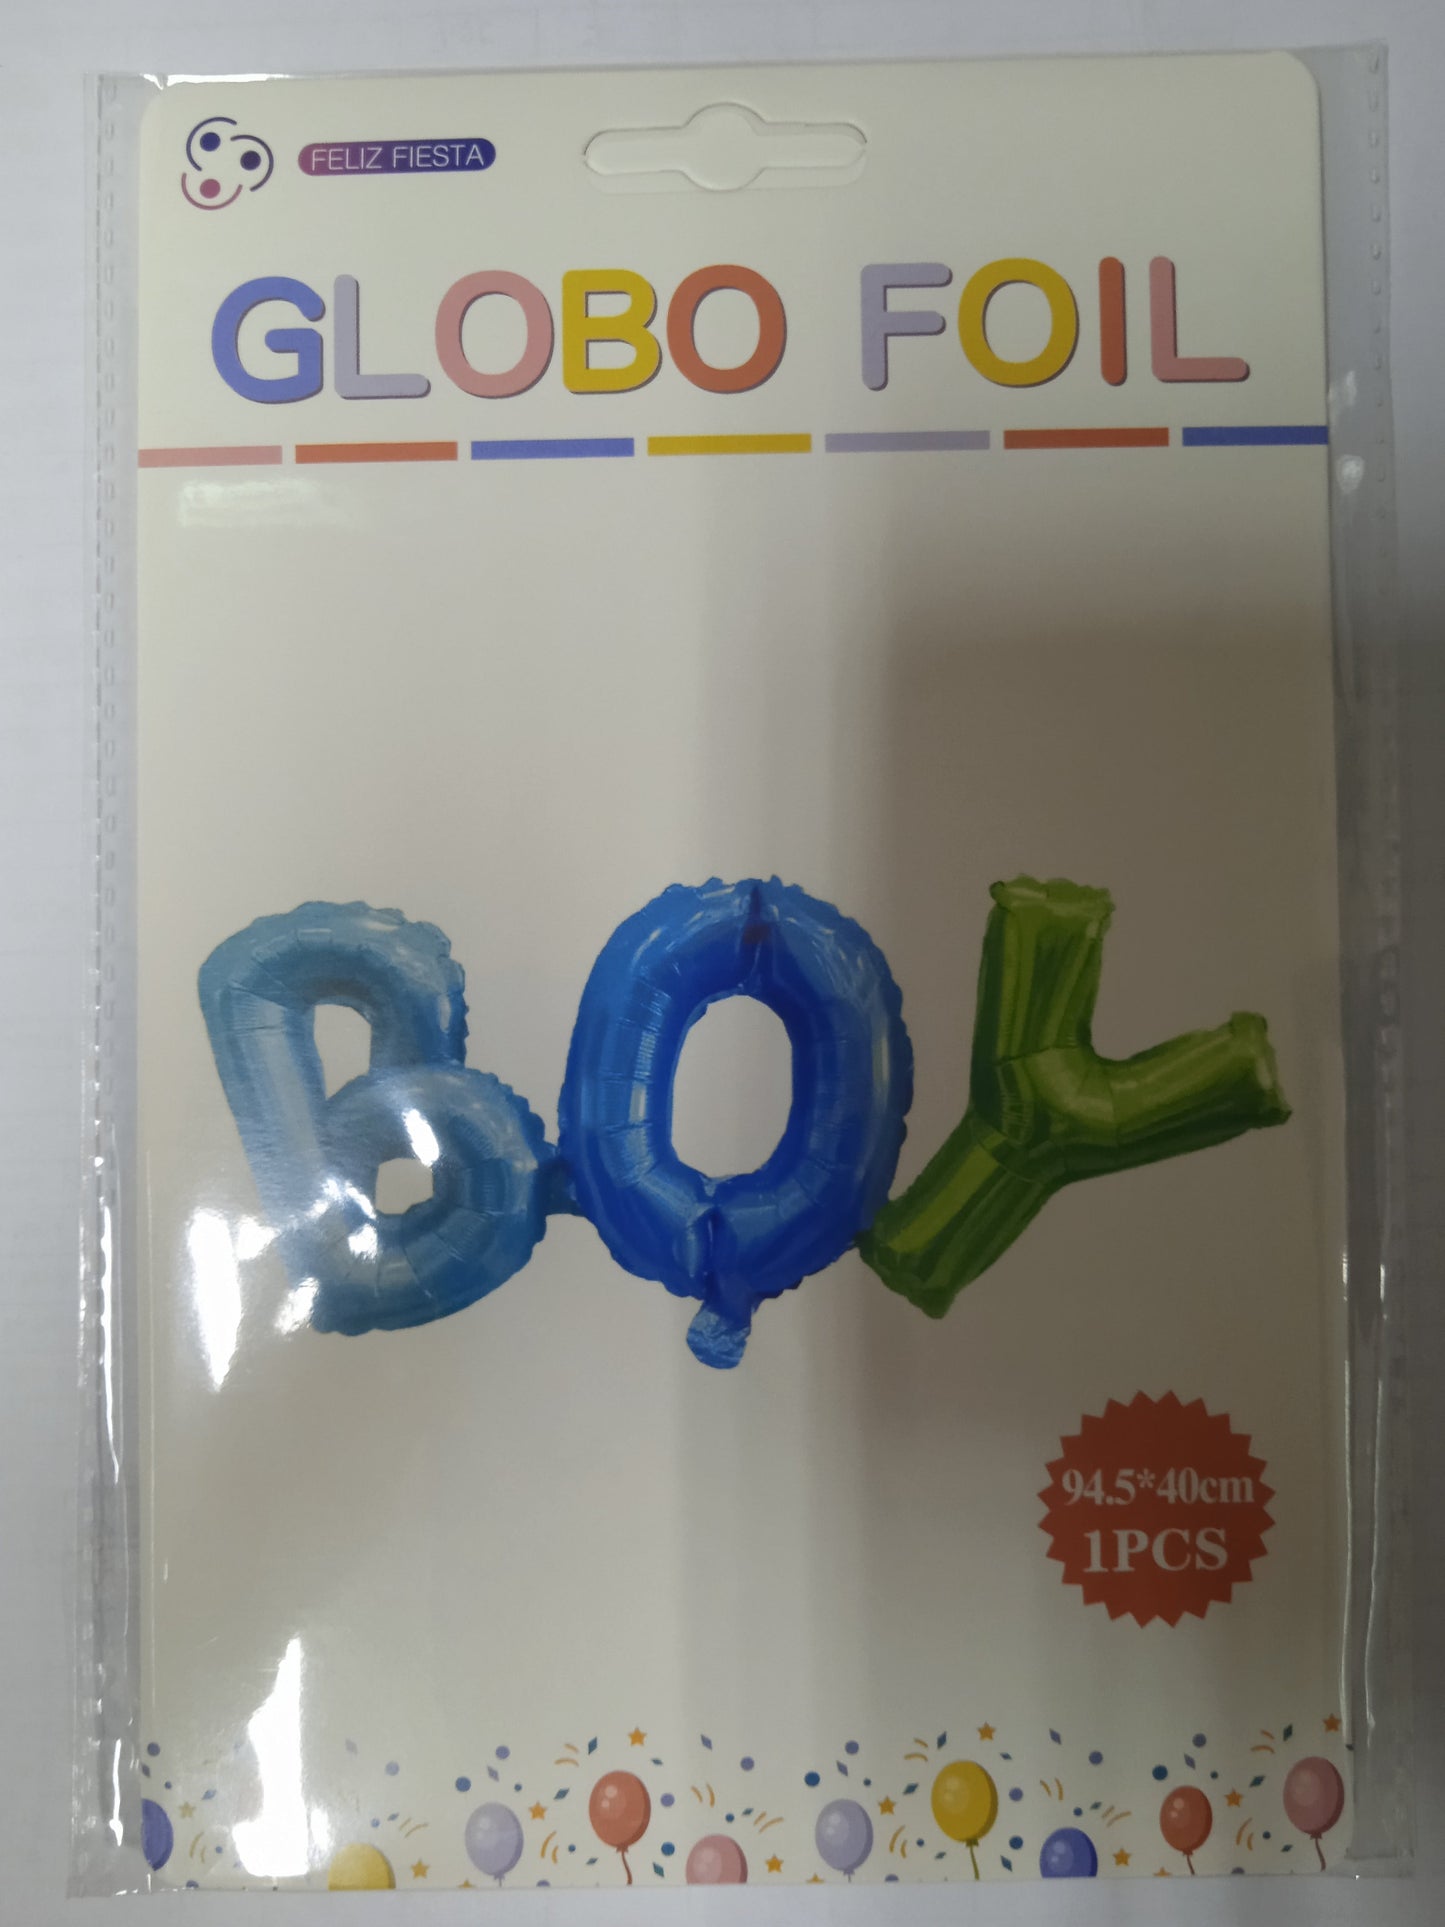 FELIZ FIESTA
GLOBO FOIL
BOY
94.5*40cm
1PCS